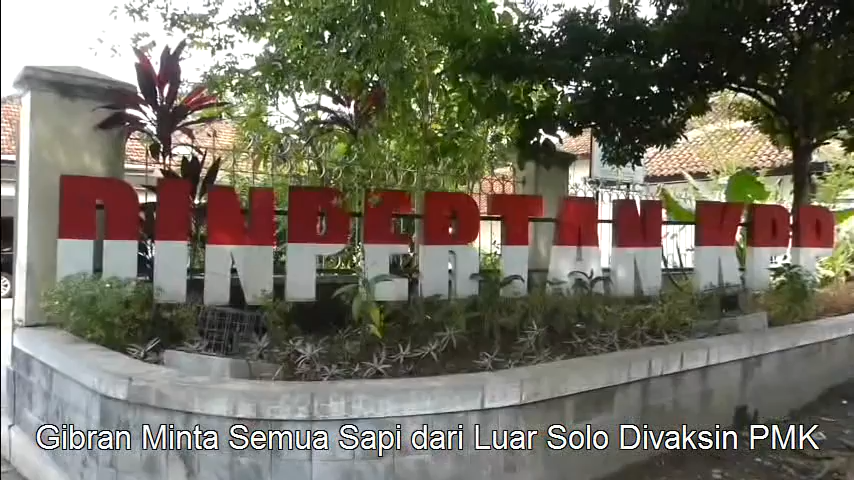 DINPERTAN KPP
Gibran Minta Semua Sapi dari Luar Solo Divaksin PMK